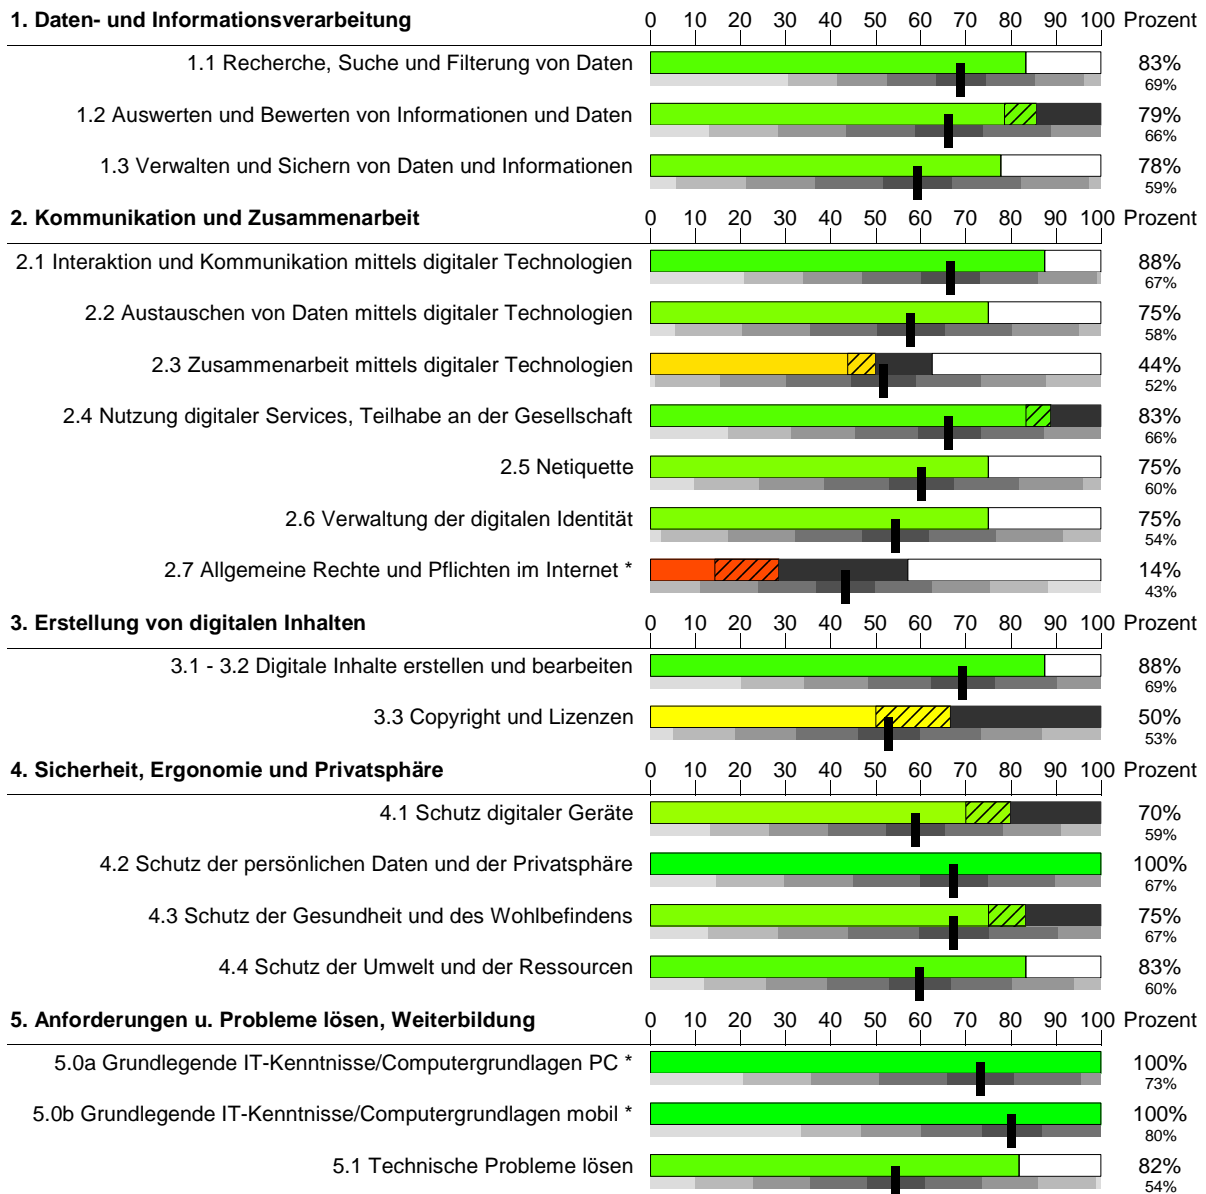 1. Daten- und Informationsverarbeitung 0 10 20 30 40 50 60 70 80 90 100 Prozent
1.1 Recherche, Suche und Filterung von Daten 83%
69%
1.2 Auswerten und Bewerten von Informationen und Daten 79%
66%
1.3 Verwalten und Sichern von Daten und Informationen 78%
59%
2. Kommunikation und Zusammenarbeit 0 10 20 30 40 50 60 70 80 90 100 Prozent
2.1 Interaktion und Kommunikation mittels digitaler Technologien 88%
67%
2.2 Austauschen von Daten mittels digitaler Technologien 75%
58%
2.3 Zusammenarbeit mittels digitaler Technologien 44%
52%
2.4 Nutzung digitaler Services, Teilhabe an der Gesellschaft 83%
66%
2.5 Netiquette 75%
60%
2.6 Verwaltung der digitalen Identität 75%
54%
2.7 Allgemeine Rechte und Pflichten im Internet * 14%
43%
3. Erstellung von digitalen Inhalten 0 10 20 30 40 50 60 70 80 90 100 Prozent
3.1 - 3.2 Digitale Inhalte erstellen und bearbeiten 88%
69%
3.3 Copyright und Lizenzen 50%
53%
4. Sicherheit, Ergonomie und Privatsphäre 0 10 20 30 40 50 60 70 80 90 100 Prozent
4.1 Schutz digitaler Geräte 70%
59%
4.2 Schutz der persönlichen Daten und der Privatsphäre 100%
67%
4.3 Schutz der Gesundheit und des Wohlbefindens 75%
67%
4.4 Schutz der Umwelt und der Ressourcen 83%
60%
5. Anforderungen u. Probleme lösen, Weiterbildung 0 10 20 30 40 50 60 70 80 90 100 Prozent
5.0a Grundlegende IT-Kenntnisse/Computergrundlagen PC * 100%
73%
5.0b Grundlegende IT-Kenntnisse/Computergrundlagen mobil * 100%
80%
5.1 Technische Probleme lösen 82%
54%